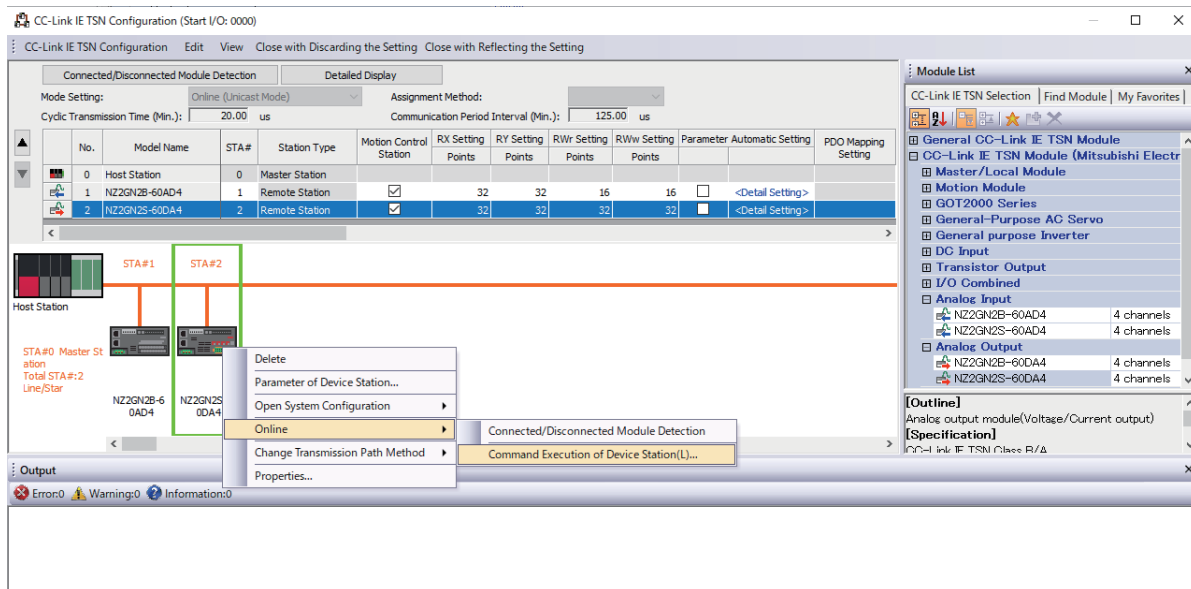 CC-Link IE TSN Configuration (Start I/O: 0000)
CC-Link IE TSN Configuration Edit View Close with Discarding the Setting Close with Reflecting the Setting
Connected/Disconnected Module Detection Detailed Display
Mode Setting: Online (Unicast Mode) Assignment Method:
Cyclic Transmission Time (Min.): 20.00 us Communication Period Interval (Min.): 125.00 us
No. Model Name STA# Station Type Motion Control Station RX Setting RY Setting RWr Setting RWw Setting Parameter Automatic Setting PDO Mapping Setting
Points Points Points Points
0 Host Station 0 Master Station
1 NZ2GN2B-60AD4 1 Remote Station 32 32 16 16 <Detail Setting>
2 NZ2GN2S-60DA4 2 Remote Station 32 32 32 32 <Detail Setting>
STA#1 STA#2
Host Station
STA#0 Master St
ation
Total STA#:2
Line/Star
NZ2GN2B-6
0AD4
NZ2GN2S
0DA4
Delete
Parameter of Device Station...
Open System Configuration
Online
Change Transmission Path Method
Properties...
Connected/Disconnected Module Detection
Command Execution of Device Station(L)...
Module List
CC-Link IE TSN Selection Find Module My Favorites
General CC-Link IE TSN Module
CC-Link IE TSN Module (Mitsubishi Electr
Master/Local Module
Motion Module
GOT2000 Series
General-Purpose AC Servo
General purpose Inverter
DC Input
Transistor Output
I/O Combined
Analog Input
NZ2GN2B-60AD4 4 channels
NZ2GN2S-60AD4 4 channels
Analog Output
NZ2GN2B-60DA4 4 channels
NZ2GN2S-60DA4 4 channels
[Outline]
Analog output module(Voltage/Current output)
[Specification]
CC-Link IE TSN Class B/A
Output
Error:0 Warning:0 Information:0